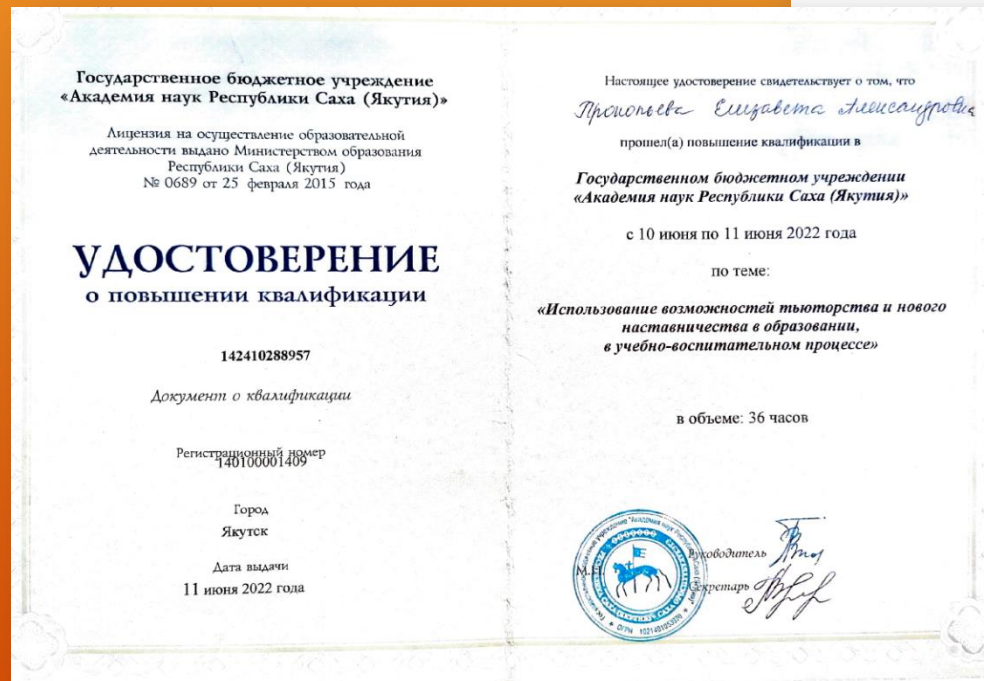 Государственное бюджетное учреждение
«Академия наук Республики Саха (Якутия)»
Лицензия на осуществление образовательной
деятельности выдано Министерством образования
Республики Саха (Якутия)
№ 0689 от 25 февраля 2015 года
УДОСТОВЕРЕНИЕ
о повышении квалификации
142410288957
Документ о квалификации
Регистрационный номер
140100001409
Город
Якутск
Дата выдачи
11 июня 2022 года
Настоящее удостоверение свидетельствует о том, что
Прокопьева Елизавета Александровна
прошел(а) повышение квалификации в
Государственном бюджетном учреждении
«Академия наук Республики Саха (Якутия)»
с 10 июня по 11 июня 2022 года
по теме:
«Использование возможностей тьюторства и нового
наставничества в образовании,
в учебно-воспитательном процессе»
в объеме: 36 часов
Руководитель
М.П.
Секретарь